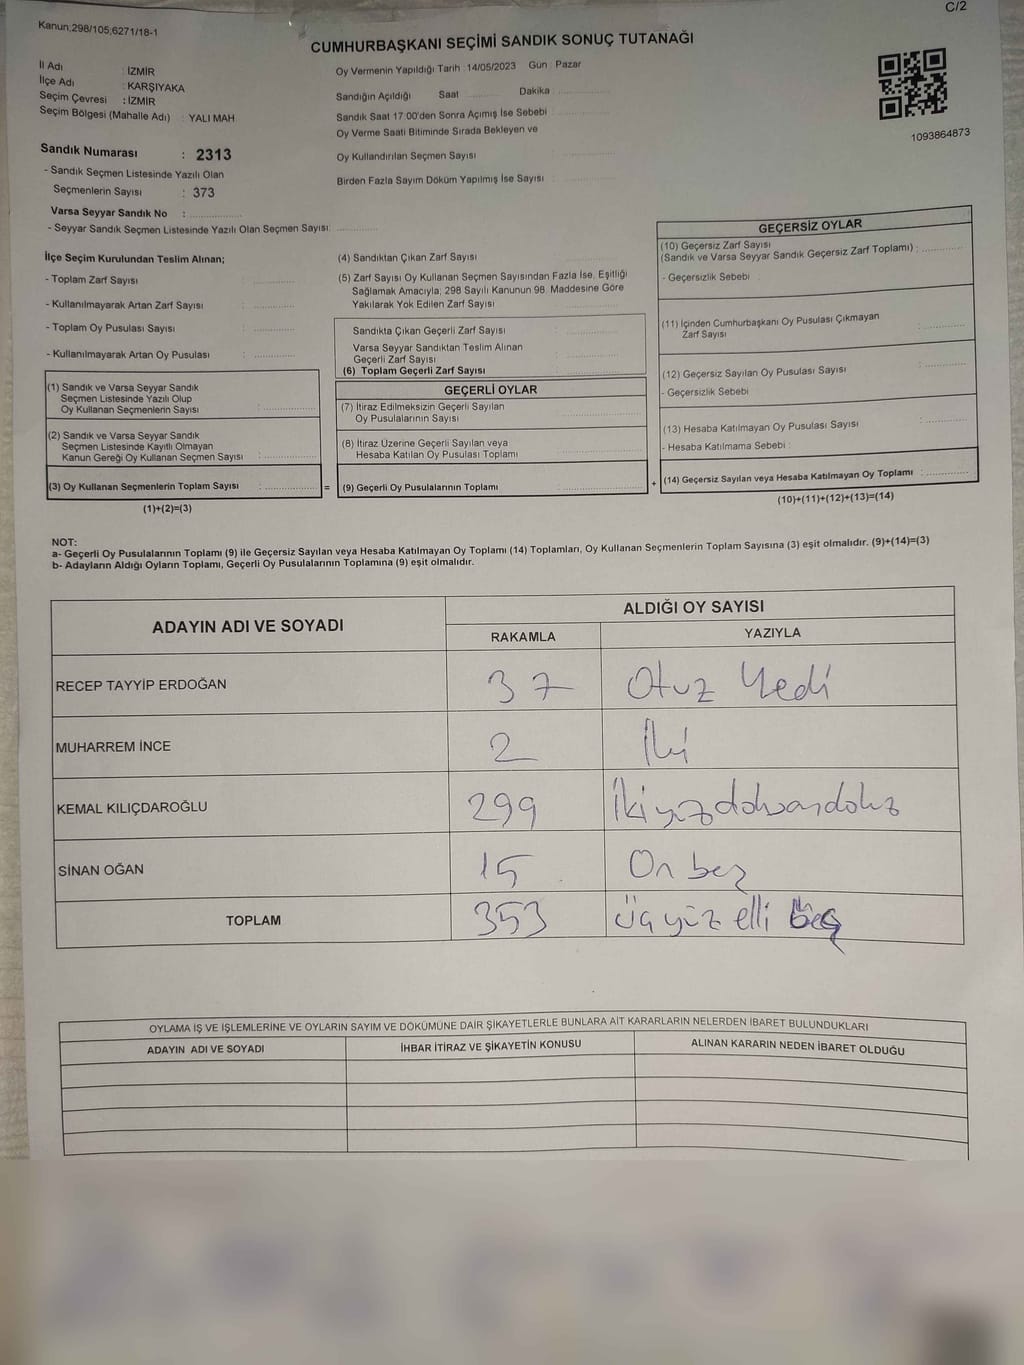 C/2
Kanun;298/105;6271/18-1
CUMHURBAŞKANI SEÇİMİ SANDIK SONUÇ TUTANAĞI
İl Adı : İZMİR
İlçe Adı : KARŞIYAKA
Seçim Çevresi : İZMİR
Seçim Bölgesi (Mahalle Adı) : YALI MAH.
Sandık Numarası : 2313
- Sandık Seçmen Listesinde Yazılı Olan
Seçmenlerin Sayısı : 373
Varsa Seyyar Sandık No :
- Seyyar Sandık Seçmen Listesinde Yazılı Olan Seçmen Sayısı:
Oy Vermenin Yapıldığı Tarih :14/05/2023 Gün : Pazar
Sandığın Açıldığı Saat Dakika
Sandık Saat 17:00'den Sonra Açımış İse Sebebi :
Oy Verme Saati Bitiminde Sırada Bekleyen ve
Oy Kullandırılan Seçmen Sayısı :
Birden Fazla Sayım Döküm Yapılmış İse Sayısı :
1093864873
İlçe Seçim Kurulundan Teslim Alınan;
- Toplam Zarf Sayısı :
- Kullanılmayarak Artan Zarf Sayısı :
- Toplam Oy Pusulası Sayısı :
- Kullanılmayarak Artan Oy Pusulası :
(1) Sandık ve Varsa Seyyar Sandık
Seçmen Listesinde Yazılı Olup
Oy Kullanan Seçmenlerin Sayısı :
(2) Sandık ve Varsa Seyyar Sandık
Seçmen Listesinde Kayıtlı Olmayan
Kanun Gereği Oy Kullanan Seçmen Sayısı :
(3) Oy Kullanan Seçmenlerin Toplam Sayısı :
(1)+(2)=(3)
(4) Sandıktan Çıkan Zarf Sayısı :
(5) Zarf Sayısı Oy Kullanan Seçmen Sayısından Fazla İse, Eşitliği
Sağlamak Amacıyla; 298 Sayılı Kanunun 98. Maddesine Göre
Yakılarak Yok Edilen Zarf Sayısı :
Sandıkta Çıkan Geçerli Zarf Sayısı :
Varsa Seyyar Sandıktan Teslim Alınan
Geçerli Zarf Sayısı :
(6) Toplam Geçerli Zarf Sayısı :
GEÇERLİ OYLAR
(7) İtiraz Edilmeksizin Geçerli Sayılan
Oy Pusulalarının Sayısı :
(8) İtiraz Üzerine Geçerli Sayılan veya
Hesaba Katılan Oy Pusulası Toplamı :
= (9) Geçerli Oy Pusulalarının Toplamı :
GEÇERSİZ OYLAR
(10) Geçersiz Zarf Sayısı
(Sandık ve Varsa Seyyar Sandık Geçersiz Zarf Toplamı) :
- Geçersizlik Sebebi :
(11) İçinden Cumhurbaşkanı Oy Pusulası Çıkmayan
Zarf Sayısı :
(12) Geçersiz Sayılan Oy Pusulası Sayısı :
- Geçersizlik Sebebi
(13) Hesaba Katılmayan Oy Pusulası Sayısı :
- Hesaba Katılmama Sebebi :
+ (14) Geçersiz Sayılan veya Hesaba Katılmayan Oy Toplamı :
(10)+(11)+(12)+(13)=(14)
NOT:
a- Geçerli Oy Pusulalarının Toplamı (9) ile Geçersiz Sayılan veya Hesaba Katılmayan Oy Toplamı (14) Toplamları, Oy Kullanan Seçmenlerin Toplam Sayısına (3) eşit olmalıdır. (9)+(14)=(3)
b- Adayların Aldığı Oyların Toplamı, Geçerli Oy Pusulalarının Toplamına (9) eşit olmalıdır.
ADAYIN ADI VE SOYADI
ALDIĞI OY SAYISI
RAKAMLA YAZIYLA
RECEP TAYYİP ERDOĞAN 37 Otuz Yedi
MUHARREM İNCE 2 İki
KEMAL KILIÇDAROĞLU 299 İkiyüzdoksandokuz
SİNAN OĞAN 15 On beş
TOPLAM 353 üçyüz elli
OYLAMA İŞ VE İŞLEMLERİNE VE OYLARIN SAYIM VE DÖKÜMÜNE DAİR ŞİKAYETLERLE BUNLARA AİT KARARLARIN NELERDEN İBARET BULUNDUKLARI
ADAYIN ADI VE SOYADI İHBAR İTİRAZ VE ŞİKAYETİN KONUSU ALINAN KARARIN NEDEN İBARET OLDUĞU